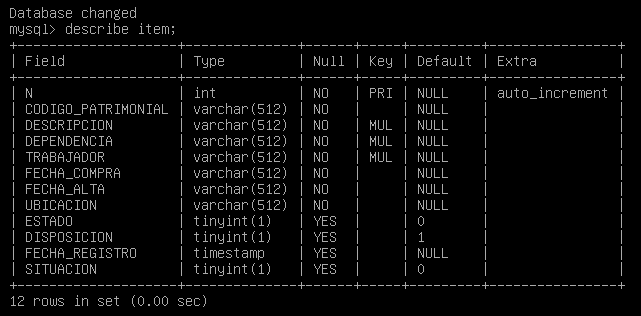 Database changed
mysql> describe item;
+-------------------+--------------+------+-----+---------+----------------+
| Field             | Type         | Null | Key | Default | Extra          |
+-------------------+--------------+------+-----+---------+----------------+
| N                 | int          | NO   | PRI | NULL    | auto_increment |
| CODIGO_PATRIMONIAL | varchar(512) | NO   |     | NULL    |                |
| DESCRIPCION       | varchar(512) | NO   | MUL | NULL    |                |
| DEPENDENCIA       | varchar(512) | NO   | MUL | NULL    |                |
| TRABAJADOR        | varchar(512) | NO   | MUL | NULL    |                |
| FECHA_COMPRA      | varchar(512) | NO   |     | NULL    |                |
| FECHA_ALTA        | varchar(512) | NO   |     | NULL    |                |
| UBICACION         | varchar(512) | NO   |     | NULL    |                |
| ESTADO            | tinyint(1)   | YES  |     | 0       |                |
| DISPOSICION       | tinyint(1)   | YES  |     | 1       |                |
| FECHA_REGISTRO    | timestamp    | YES  |     | NULL    |                |
| SITUACION         | tinyint(1)   | YES  |     | 0       |                |
+-------------------+--------------+------+-----+---------+----------------+
12 rows in set (0.00 sec)